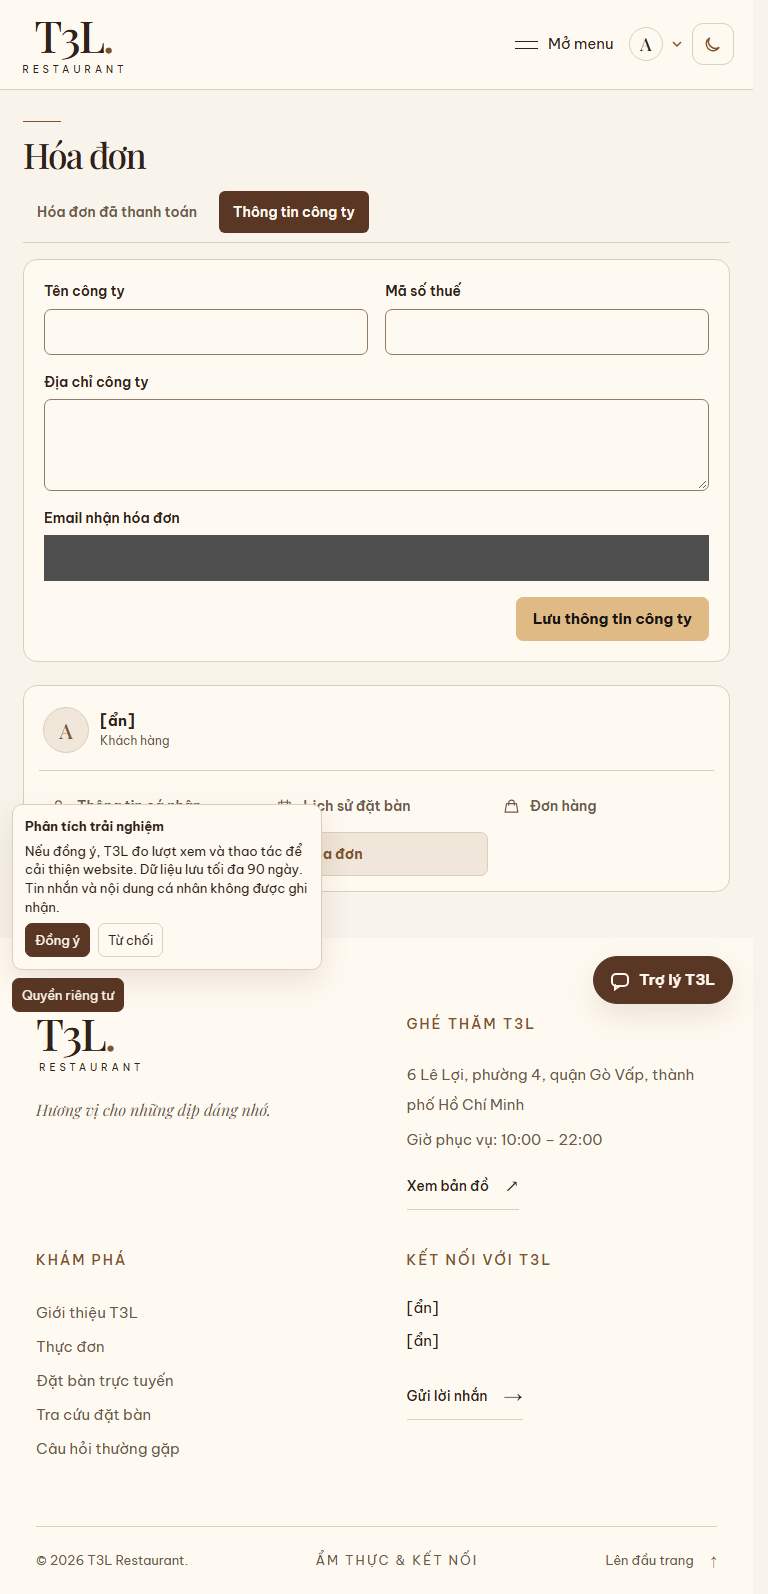 T3L.
RESTAURANT
Mở menu
A
Hóa đơn
Hóa đơn đã thanh toán
Thông tin công ty
Tên công ty
Mã số thuế
Địa chỉ công ty
Email nhận hóa đơn
Lưu thông tin công ty
A
[ẩn]
Khách hàng
Lịch sử đặt bàn
Đơn hàng
đơn
Phân tích trải nghiệm
Nếu đồng ý, T3L đo lượt xem và thao tác để
cải thiện website. Dữ liệu lưu tối đa 90 ngày.
Tin nhắn và nội dung cá nhân không được ghi
nhận.
Đồng ý
Từ chối
Quyền riêng tư
Trợ lý T3L
T3L.
RESTAURANT
Hương vị cho những dịp đáng nhớ.
GHÉ THĂM T3L
6 Lê Lợi, phường 4, quận Gò Vấp, thành
phố Hồ Chí Minh
Giờ phục vụ: 10:00 – 22:00
Xem bản đồ ↗
KHÁM PHÁ
Giới thiệu T3L
Thực đơn
Đặt bàn trực tuyến
Tra cứu đặt bàn
Câu hỏi thường gặp
KẾT NỐI VỚI T3L
[ẩn]
[ẩn]
Gửi lời nhắn →
© 2026 T3L Restaurant.
ẨM THỰC & KẾT NỐI
Lên đầu trang ↑